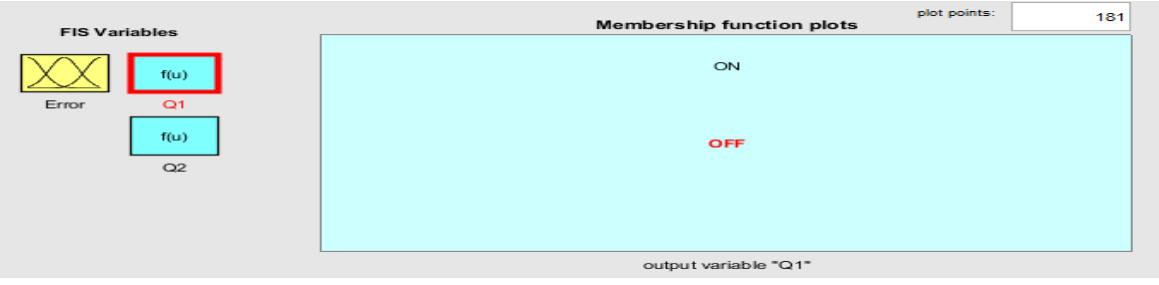 FIS Variables
f(u)
Error
Q1
f(u)
Q2
Membership function plots
plot points:
181
ON
OFF
output variable "Q1"